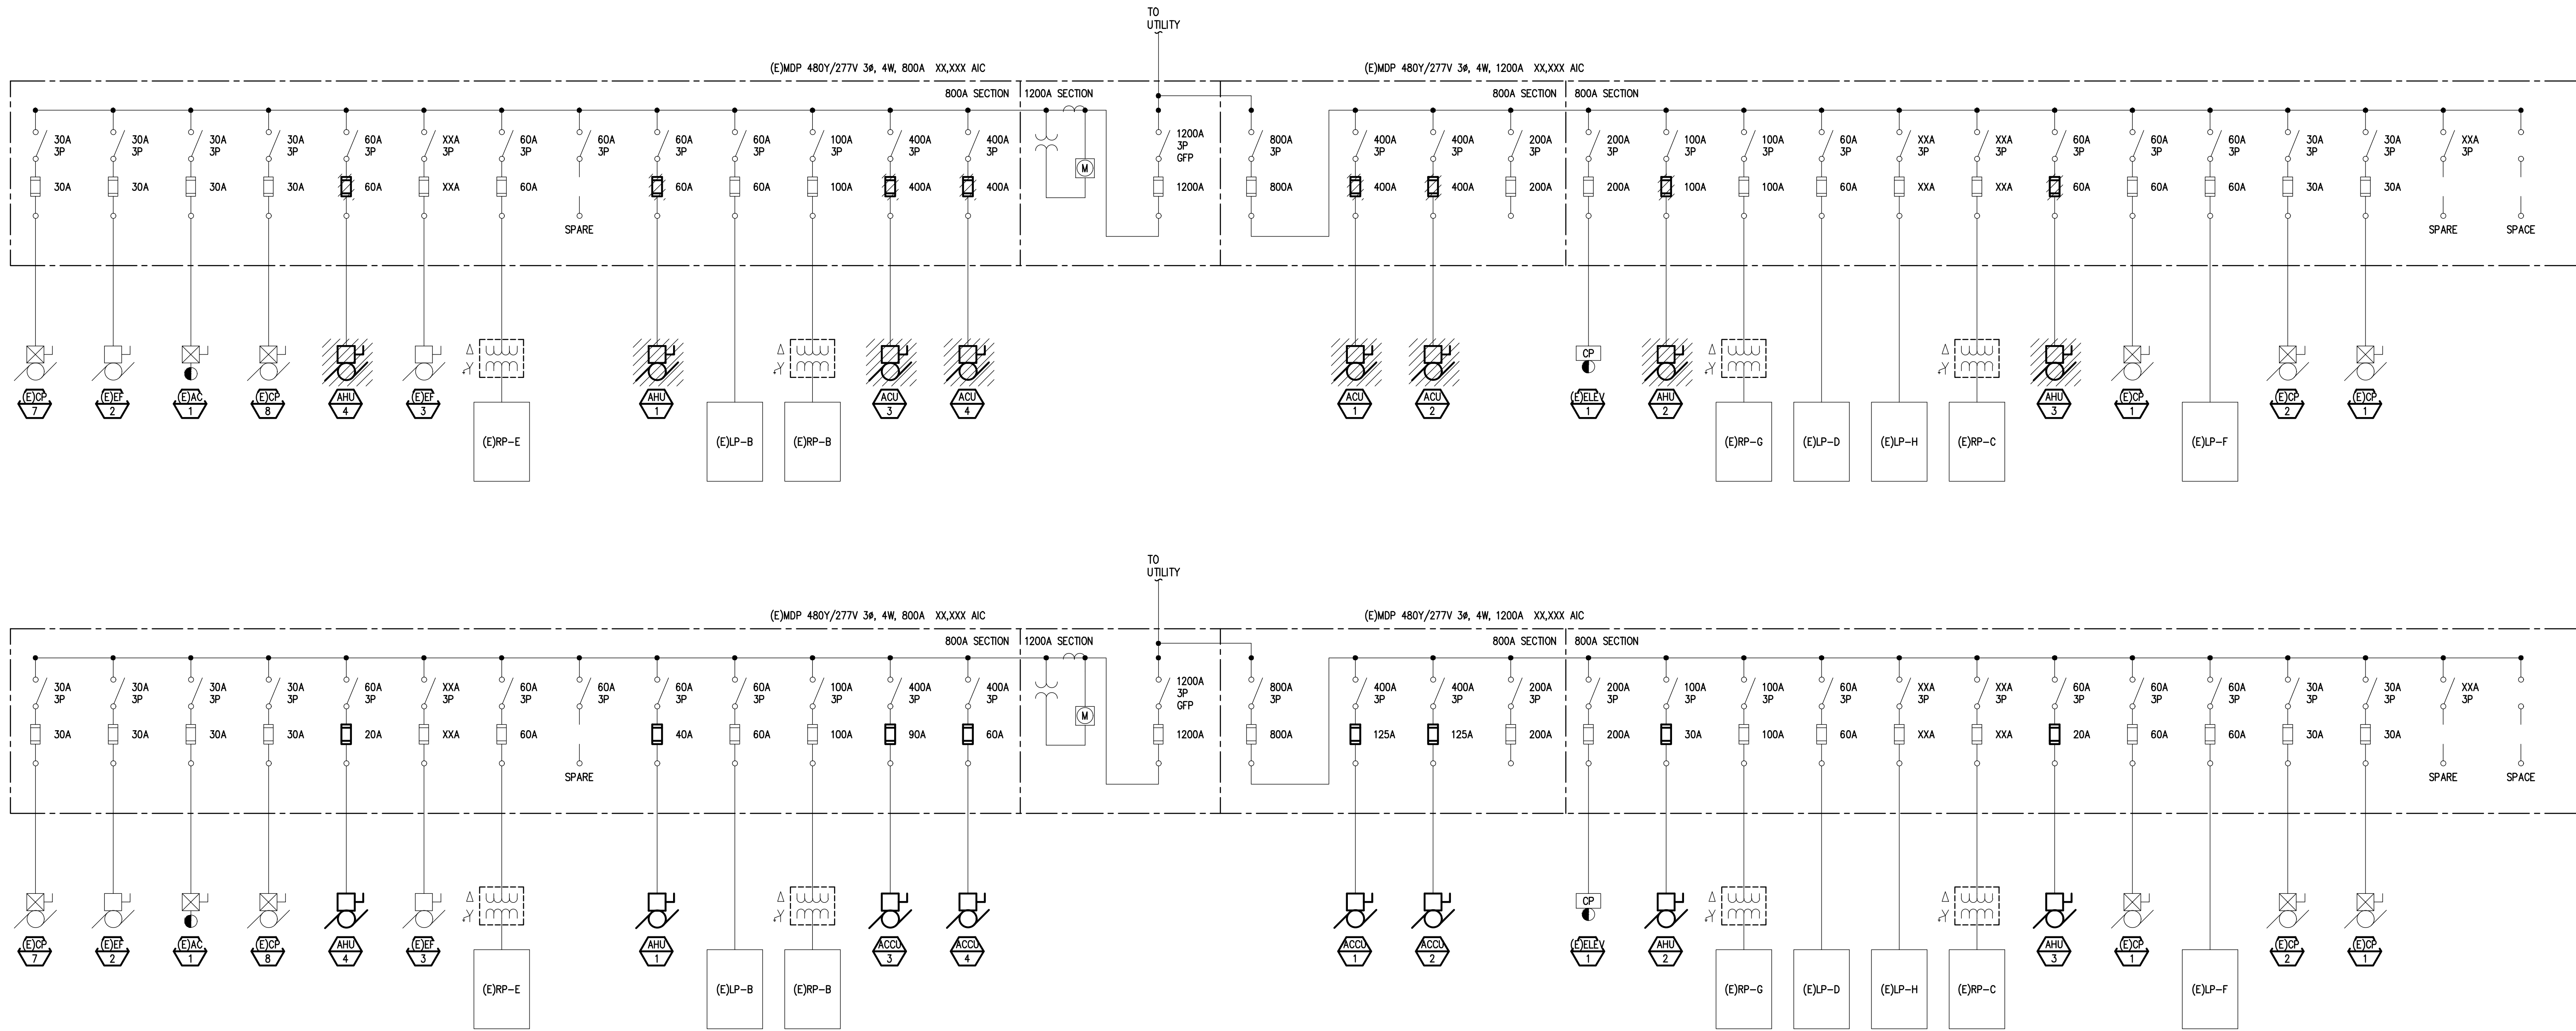 TO
UTILITY
(E)MDP 480Y/277V 3ø, 4W, 800A XX,XXX AIC
(E)MDP 480Y/277V 3ø, 4W, 1200A XX,XXX AIC
800A SECTION
1200A SECTION
800A SECTION
800A SECTION
30A
3P
30A
3P
30A
3P
30A
3P
60A
3P
XXA
3P
60A
3P
60A
3P
60A
3P
60A
3P
100A
3P
400A
3P
400A
3P
1200A
3P
GFP
800A
3P
400A
3P
400A
3P
200A
3P
200A
3P
100A
3P
100A
3P
60A
3P
XXA
3P
XXA
3P
60A
3P
60A
3P
60A
3P
30A
3P
30A
3P
XXA
3P
M
30A
30A
30A
30A
60A
XXA
60A
60A
60A
100A
400A
400A
1200A
800A
400A
400A
200A
200A
100A
100A
60A
XXA
XXA
60A
60A
60A
30A
30A
SPARE
SPARE
SPACE
Δ
Y
Δ
Y
CP
Δ
Y
Δ
Y
(E)CP
7
(E)EF
2
(E)AC
1
(E)CP
8
AHU
4
(E)EF
3
AHU
1
ACU
3
ACU
4
ACU
1
ACU
2
(E)ELEV
1
AHU
2
AHU
3
(E)CP
1
(E)CP
2
(E)CP
1
(E)RP-E
(E)LP-B
(E)RP-B
(E)RP-G
(E)LP-D
(E)LP-H
(E)RP-C
(E)LP-F
TO
UTILITY
(E)MDP 480Y/277V 3ø, 4W, 800A XX,XXX AIC
(E)MDP 480Y/277V 3ø, 4W, 1200A XX,XXX AIC
800A SECTION
1200A SECTION
800A SECTION
800A SECTION
30A
3P
30A
3P
30A
3P
30A
3P
60A
3P
XXA
3P
60A
3P
60A
3P
60A
3P
60A
3P
100A
3P
400A
3P
400A
3P
1200A
3P
GFP
800A
3P
400A
3P
400A
3P
200A
3P
200A
3P
100A
3P
100A
3P
60A
3P
XXA
3P
XXA
3P
60A
3P
60A
3P
60A
3P
30A
3P
30A
3P
XXA
3P
M
30A
30A
30A
30A
20A
XXA
60A
40A
60A
100A
90A
60A
1200A
800A
125A
125A
200A
200A
30A
100A
60A
XXA
XXA
20A
60A
60A
30A
30A
SPARE
SPARE
SPACE
Δ
Y
Δ
Y
CP
Δ
Y
Δ
Y
(E)CP
7
(E)EF
2
(E)AC
1
(E)CP
8
AHU
4
(E)EF
3
AHU
1
ACCU
3
ACCU
4
ACCU
1
ACCU
2
(E)ELEV
1
AHU
2
AHU
3
(E)CP
1
(E)CP
2
(E)CP
1
(E)RP-E
(E)LP-B
(E)RP-B
(E)RP-G
(E)LP-D
(E)LP-H
(E)RP-C
(E)LP-F